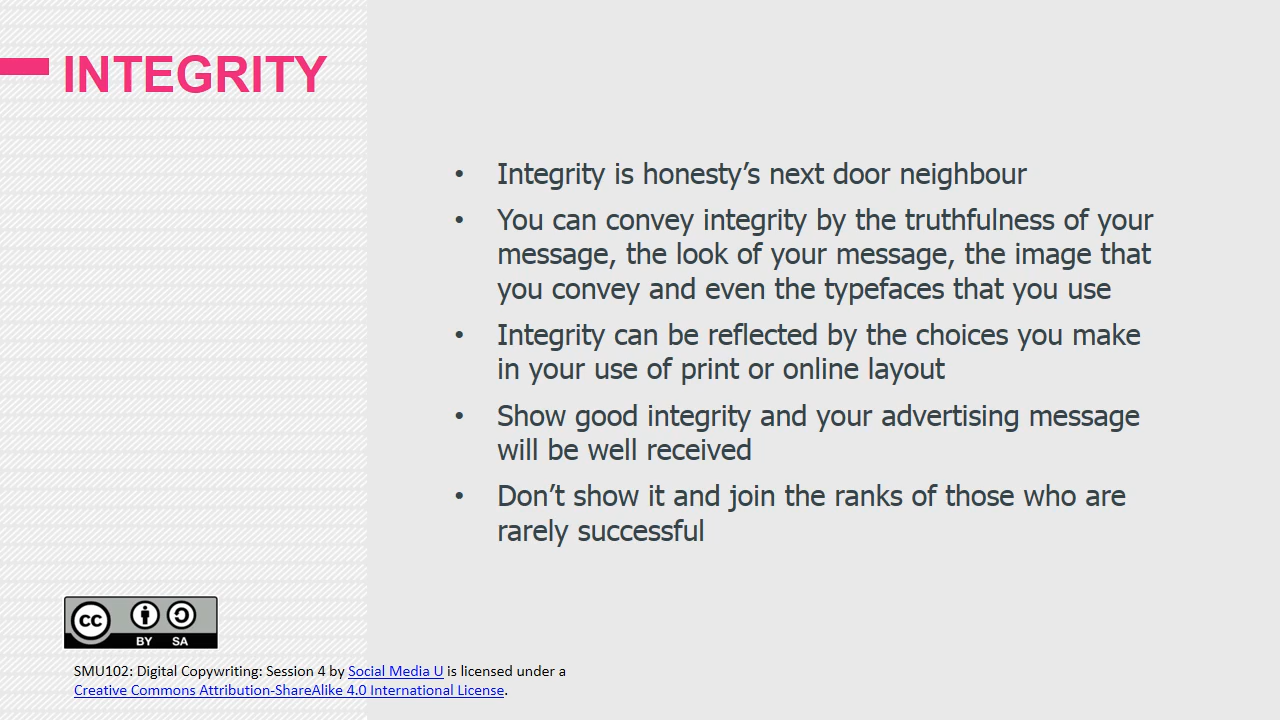 INTEGRITY
• Integrity is honesty’s next door neighbour
• You can convey integrity by the truthfulness of your
message, the look of your message, the image that
you convey and even the typefaces that you use
• Integrity can be reflected by the choices you make
in your use of print or online layout
• Show good integrity and your advertising message
will be well received
• Don’t show it and join the ranks of those who are
rarely successful
cc
BY SA
SMU102: Digital Copywriting: Session 4 by Social Media U is licensed under a
Creative Commons Attribution-ShareAlike 4.0 International License.